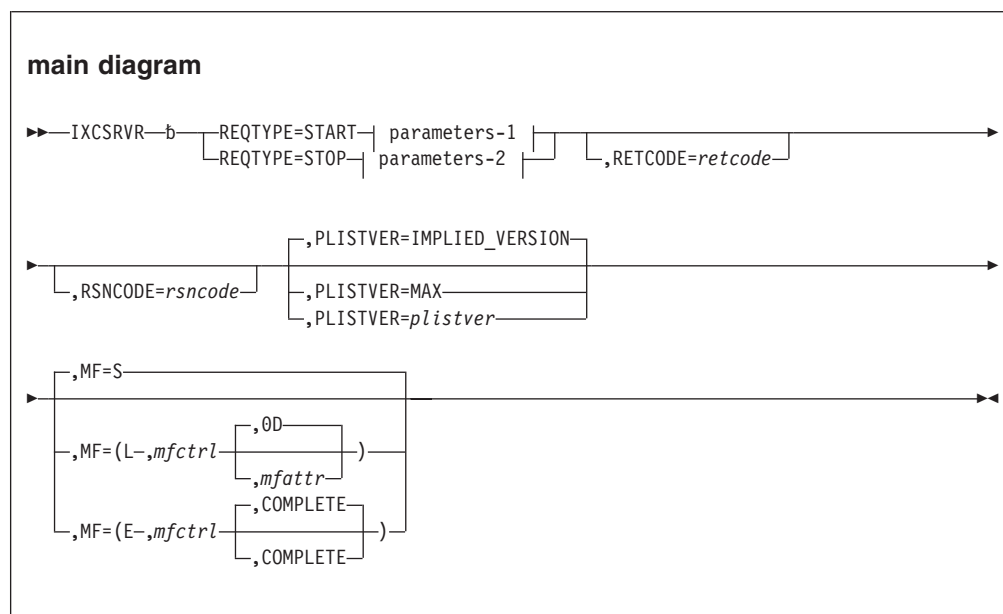 main diagram
IXCSRVR ƀ REQTYPE=START parameters-1
REQTYPE=STOP parameters-2 ,RETCODE=retcode
,PLISTVER=IMPLIED_VERSION
,RSNCODE=rsncode ,PLISTVER=MAX
,PLISTVER=plistver
,MF=S
,0D
,MF=(L ,mfctrl )
,mfattr
,COMPLETE
,MF=(E ,mfctrl )
,COMPLETE